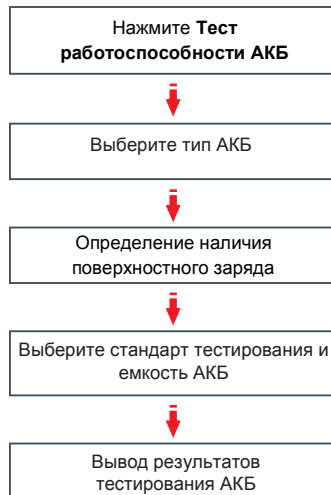 Нажмите Тест
работоспособности АКБ
Выберите тип АКБ
Определение наличия
поверхностного заряда
Выберите стандарт тестирования и
емкость АКБ
Вывод результатов
тестирования АКБ